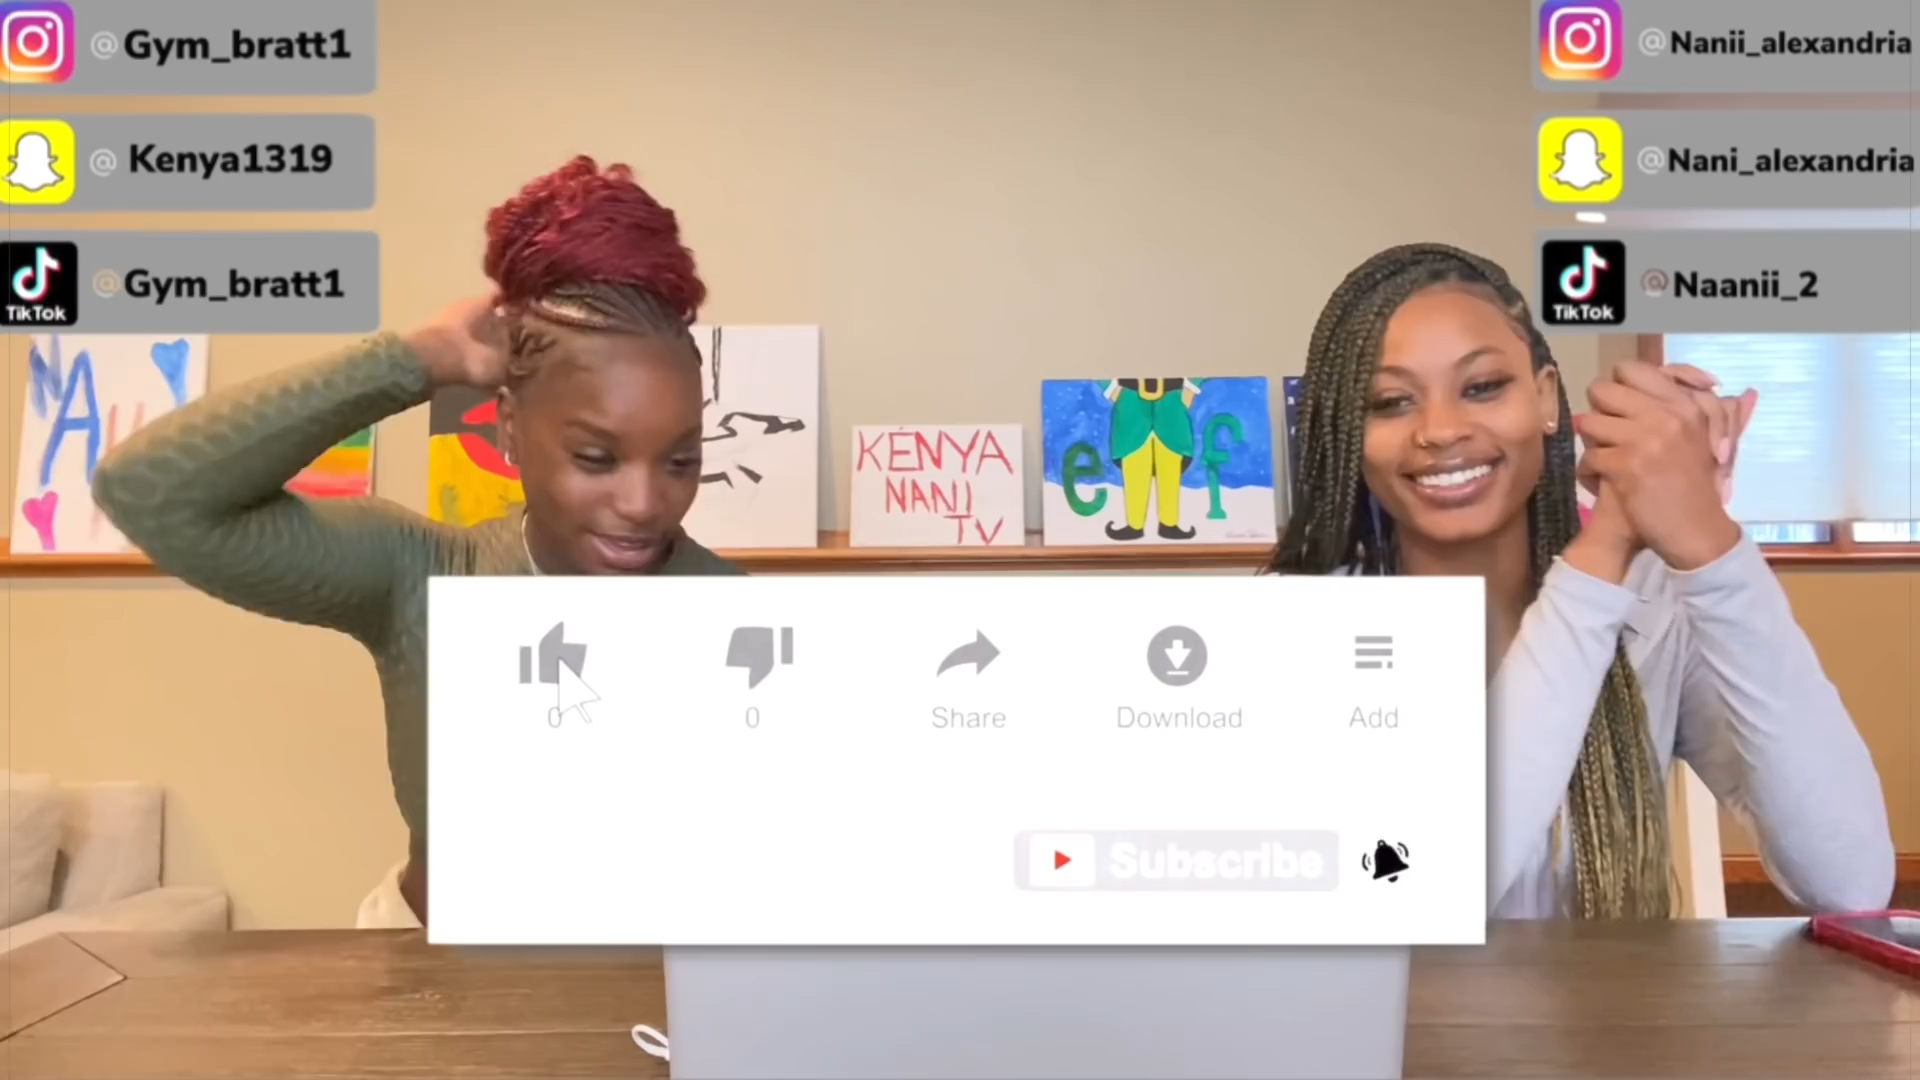 @Gym_bratt1
@Kenya1319
TikTok
@Gym_bratt1
@Nanii_alexandria
@Nani_alexandria
TikTok
@Naanii_2
KENYA
NANI
TV
elf
0
0
Share
Download
Add
Subscribe